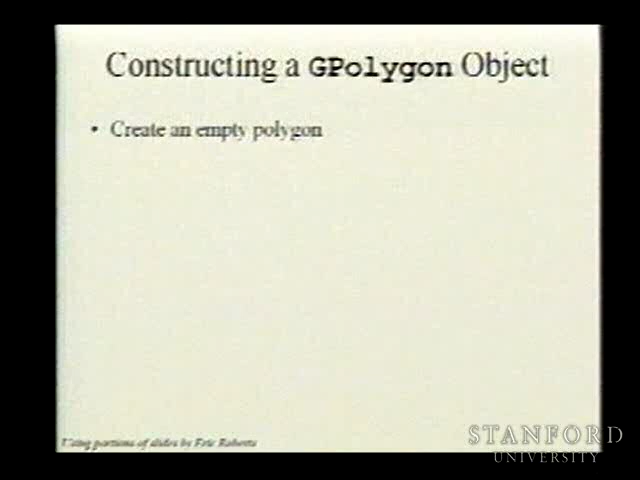 Constructing a GPolygon Object
• Create an empty polygon
Using portions of slides by Eric Roberts
STANFORD
UNIVERSITY